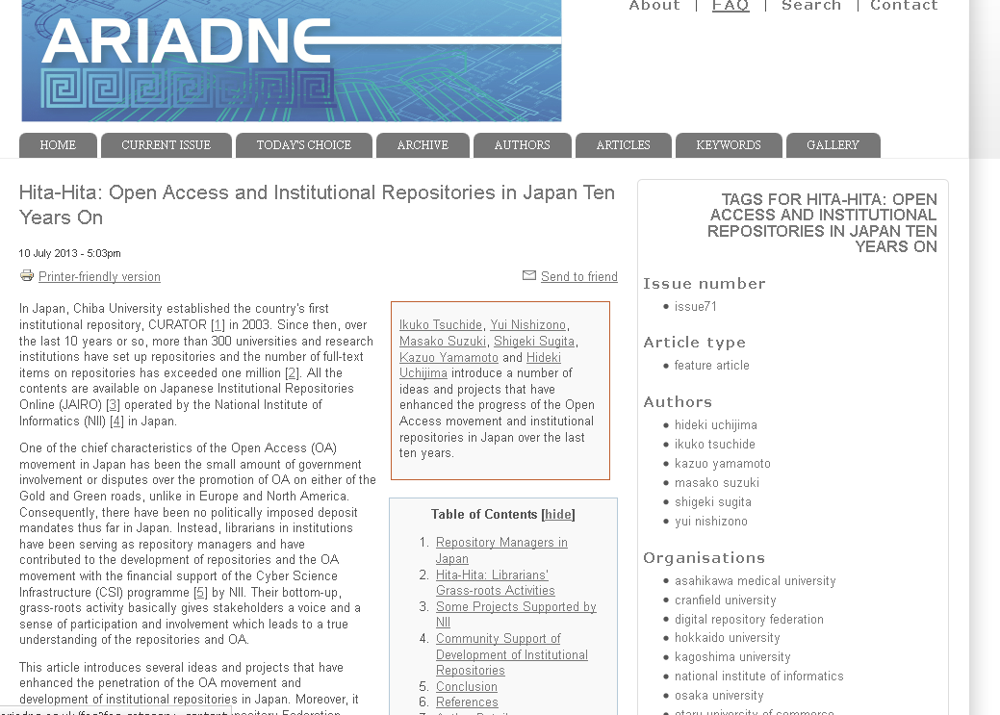 About | FAQ | Search | Contact
ARIADNE
HOME
CURRENT ISSUE
TODAY'S CHOICE
ARCHIVE
AUTHORS
ARTICLES
KEYWORDS
GALLERY
Hita-Hita: Open Access and Institutional Repositories in Japan Ten
Years On
10 July 2013 - 5:03pm
Printer-friendly version
Send to friend
In Japan, Chiba University established the country's first
institutional repository, CURATOR [1] in 2003. Since then, over
the last 10 years or so, more than 300 universities and research
institutions have set up repositories and the number of full-text
items on repositories has exceeded one million [2]. All the
contents are available on Japanese Institutional Repositories
Online (JAIRO) [3] operated by the National Institute of
Informatics (NII) [4] in Japan.
One of the chief characteristics of the Open Access (OA)
movement in Japan has been the small amount of government
involvement or disputes over the promotion of OA on either of the
Gold and Green roads, unlike in Europe and North America.
Consequently, there have been no politically imposed deposit
mandates thus far in Japan. Instead, librarians in institutions
have been serving as repository managers and have
contributed to the development of repositories and the OA
movement with the financial support of the Cyber Science
Infrastructure (CSI) programme [5] by NII. Their bottom-up,
grass-roots activity basically gives stakeholders a voice and a
sense of participation and involvement which leads to a true
understanding of the repositories and OA.
This article introduces several ideas and projects that have
enhanced the penetration of the OA movement and
development of institutional repositories in Japan. Moreover, it
Ikuko Tsuchide, Yui Nishizono,
Masako Suzuki, Shigeki Sugita,
Kazuo Yamamoto and Hideki
Uchijima introduce a number of
ideas and projects that have
enhanced the progress of the Open
Access movement and institutional
repositories in Japan over the last
ten years.
Table of Contents [hide]
1. Repository Managers in
Japan
2. Hita-Hita: Librarians'
Grass-roots Activities
3. Some Projects Supported by
NII
4. Community Support of
Development of Institutional
Repositories
5. Conclusion
6. References
TAGS FOR HITA-HITA: OPEN
ACCESS AND INSTITUTIONAL
REPOSITORIES IN JAPAN TEN
YEARS ON
Issue number
issue71
Article type
feature article
Authors
hideki uchijima
ikuko tsuchide
kazuo yamamoto
masako suzuki
shigeki sugita
yui nishizono
Organisations
asahikawa medical university
cranfield university
digital repository federation
hokkaido university
kagoshima university
national institute of informatics
osaka university
otaru university of commerce